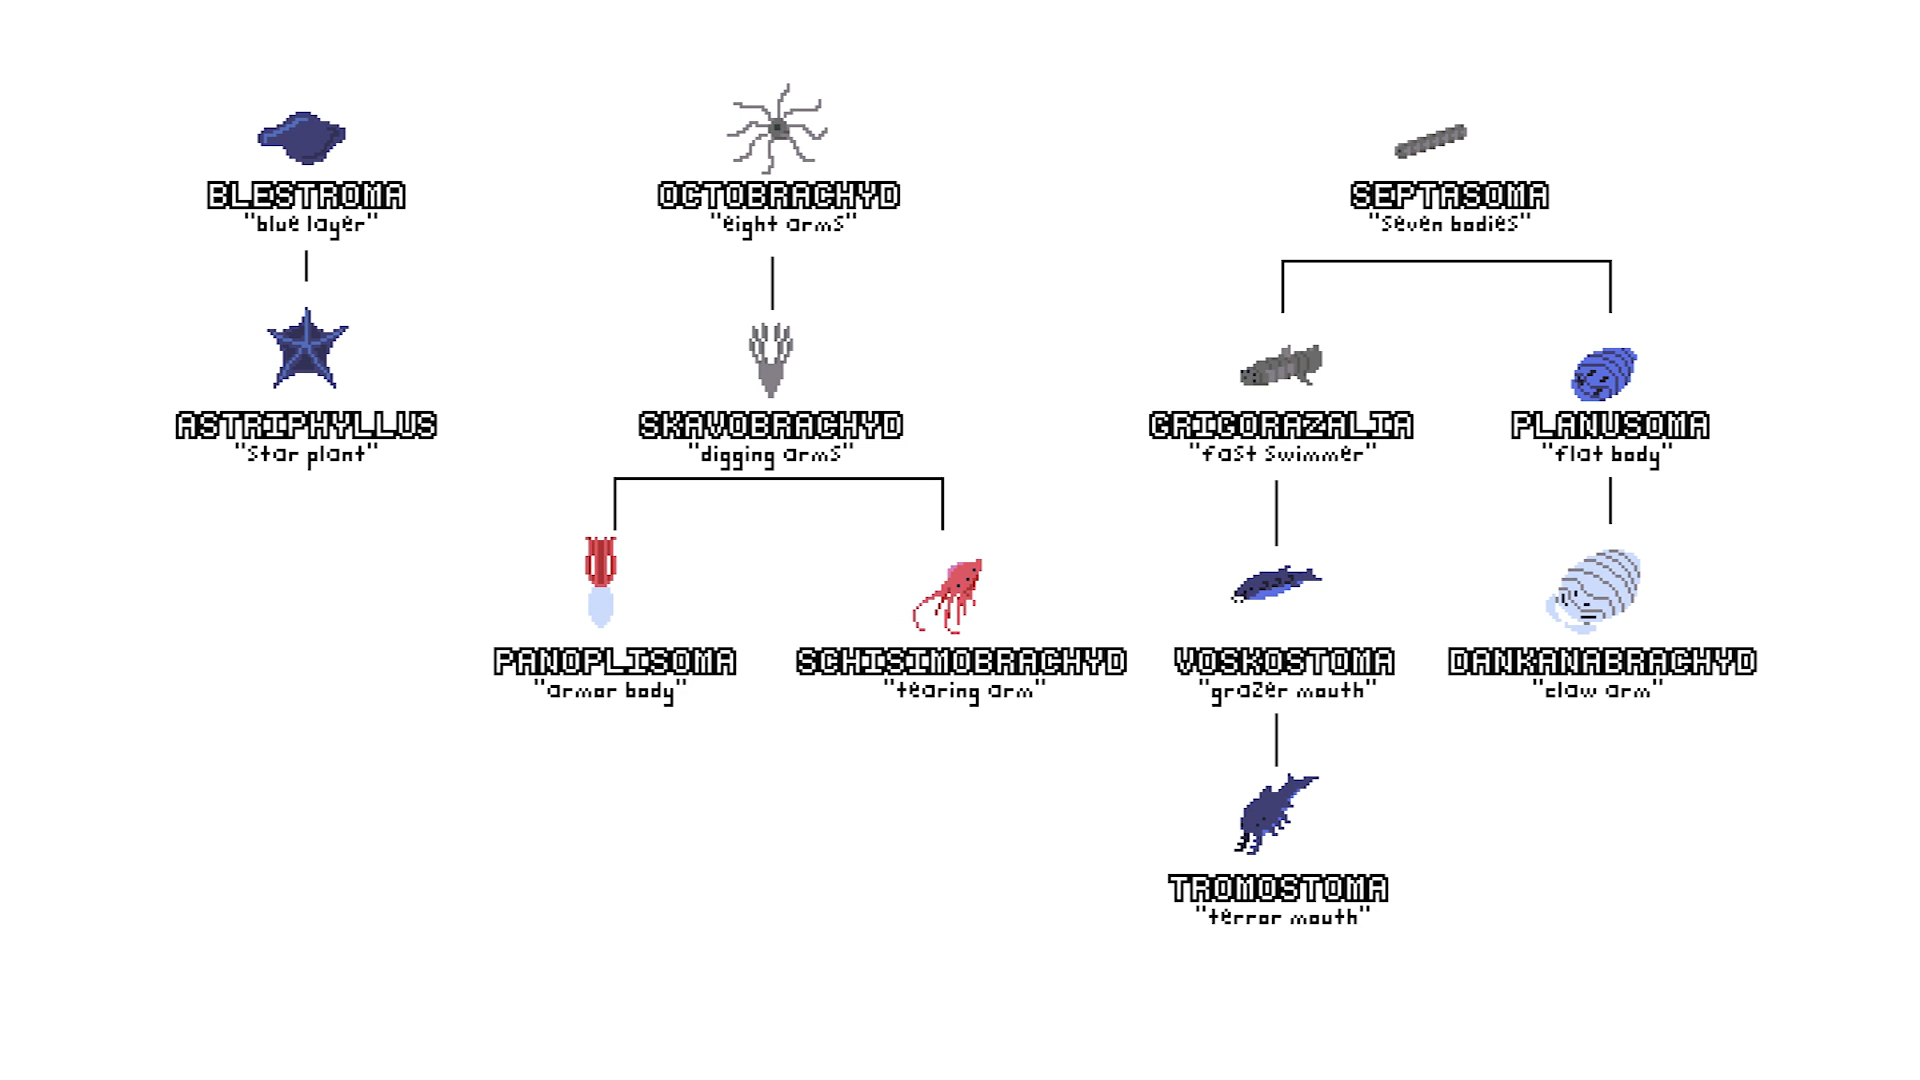 BLESTROMA
"blue layer"
OCTOBRACHYD
"eight arms"
SEPTASOMA
"seven bodies"
ASTRIPHYLLUS
"star plant"
SKAVOBRACHYD
"digging arms"
GRIGORAZALIA
"fast swimmer"
PLANUSOMA
"flat body"
PANOPLISOMA
"armor body"
SCHISIMOBRACHYD
"tearing arm"
VOSKOSTOMA
"grazer mouth"
DANKANABRACHYD
"claw arm"
TROMOSTOMA
"terror mouth"